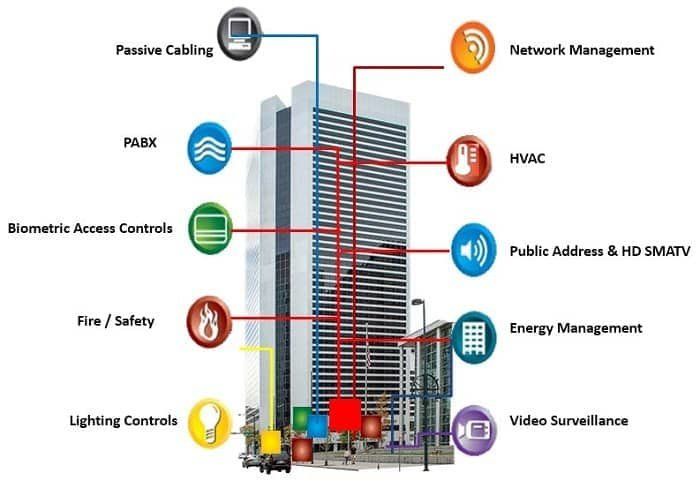 Passive Cabling
Network Management
PABX
HVAC
Biometric Access Controls
Public Address & HD SMATV
Fire / Safety
Energy Management
Lighting Controls
Video Surveillance